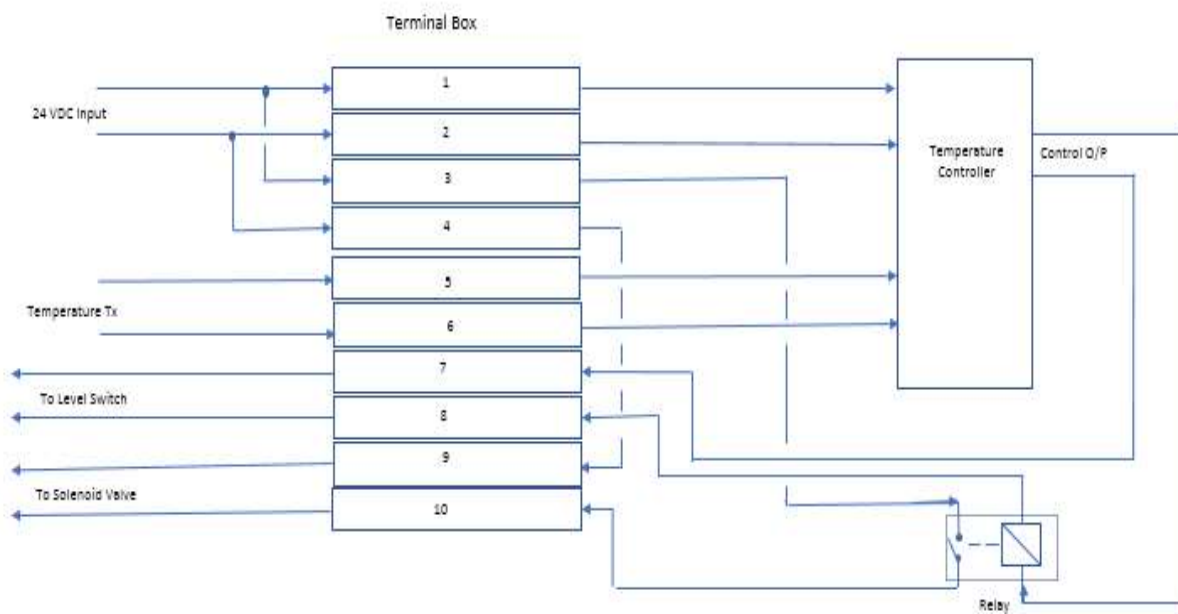 Terminal Box
1
24 VDC Input
2
3
Temperature
Controller
Control O/P
4
5
Temperature Tx
6
7
To Level Switch
8
9
To Solenoid Valve
10
Relay